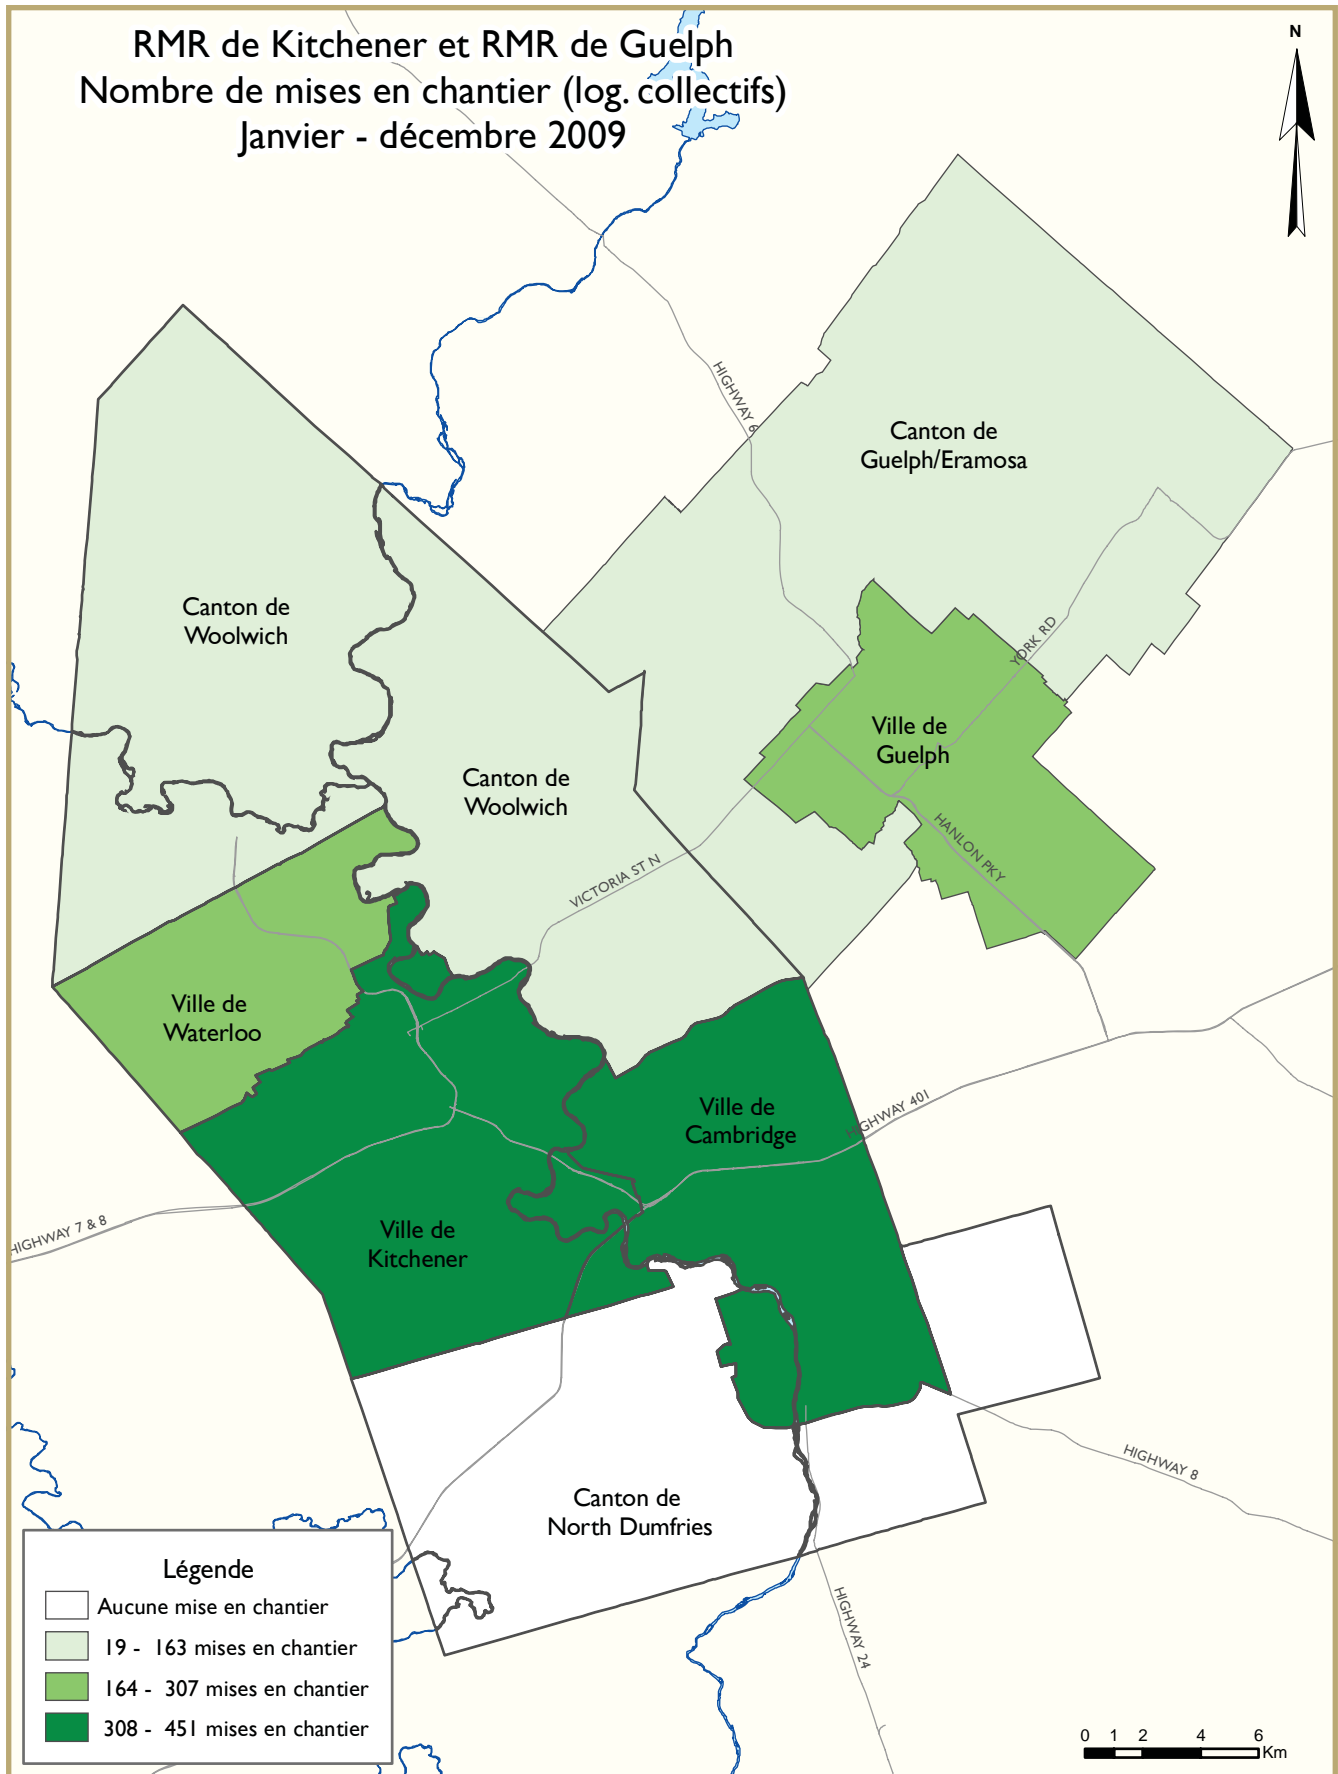 RMR de Kitchener et RMR de Guelph
Nombre de mises en chantier (log. collectifs)
Janvier - décembre 2009
N
HIGHWAY 6
Canton de
Guelph/Eramosa
Canton de
Woolwich
YORK RD
Ville de
Guelph
Canton de
Woolwich
HANLON PKY
VICTORIA ST N
Ville de
Waterloo
Ville de
Cambridge
HIGHWAY 401
HIGHWAY 7 & 8
Ville de
Kitchener
HIGHWAY 8
Canton de
North Dumfries
HIGHWAY 24
Légende
Aucune mise en chantier
19 - 163 mises en chantier
164 - 307 mises en chantier
308 - 451 mises en chantier
0 1 2 4 6
Km